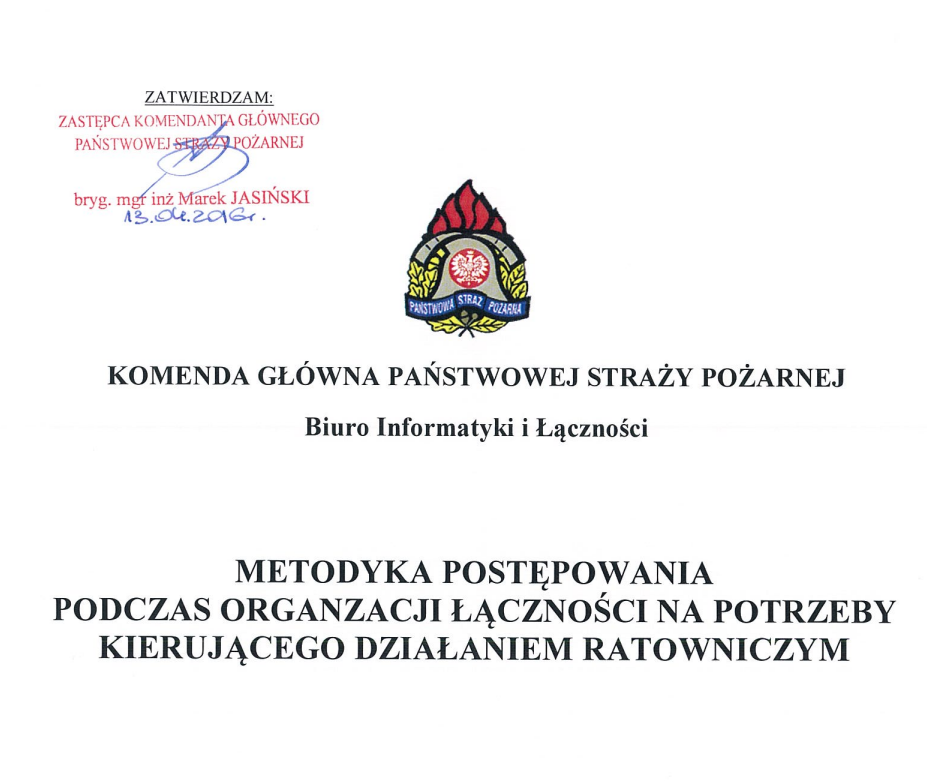 ZATWIERDZAM:
ZASTĘPCA KOMENDANTA GŁÓWNEGO
PAŃSTWOWEJ STRAŻY POŻARNEJ
bryg. mgr inż Marek JASIŃSKI
13.04.2016r.
PAŃSTWOWA STRAŻ POŻARNA
KOMENDA GŁÓWNA PAŃSTWOWEJ STRAŻY POŻARNEJ
Biuro Informatyki i Łączności
METODYKA POSTĘPOWANIA
PODCZAS ORGANZACJI ŁĄCZNOŚCI NA POTRZEBY
KIERUJĄCEGO DZIAŁANIEM RATOWNICZYM